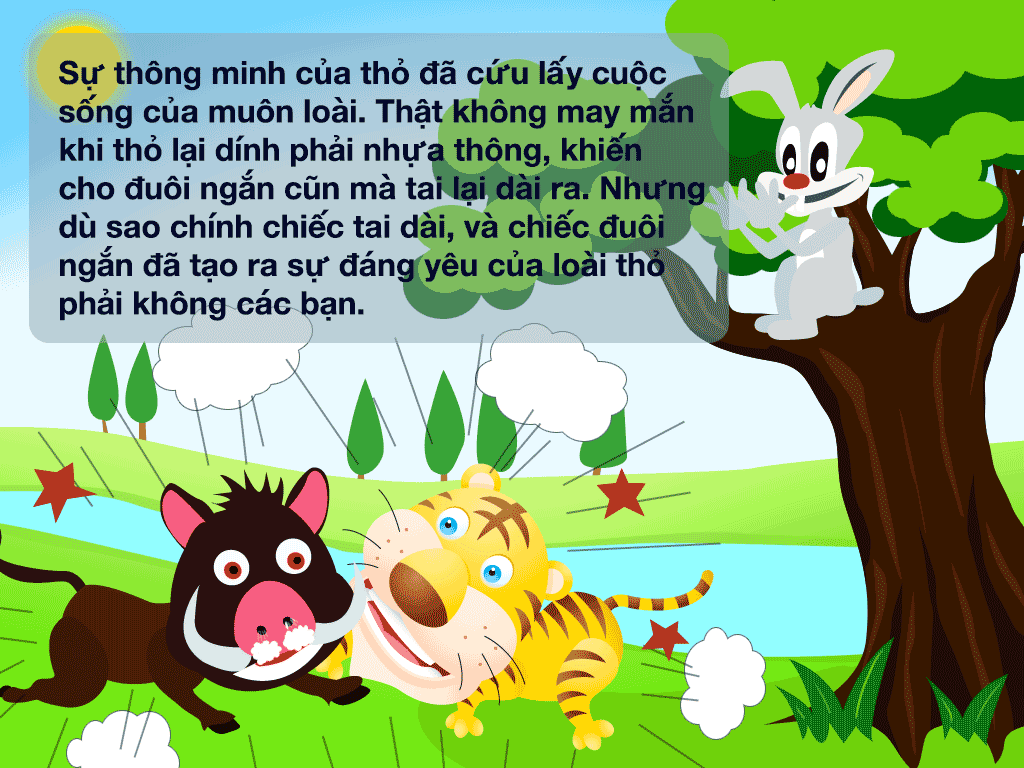 Sự thông minh của thỏ đã cứu lấy cuộc
sống của muôn loài. Thật không may mắn
khi thỏ lại dính phải nhựa thông, khiến
cho đuôi ngắn cũn mà tai lại dài ra. Nhưng
dù sao chính chiếc tai dài, và chiếc đuôi
ngắn đã tạo ra sự đáng yêu của loài thỏ
phải không các bạn.